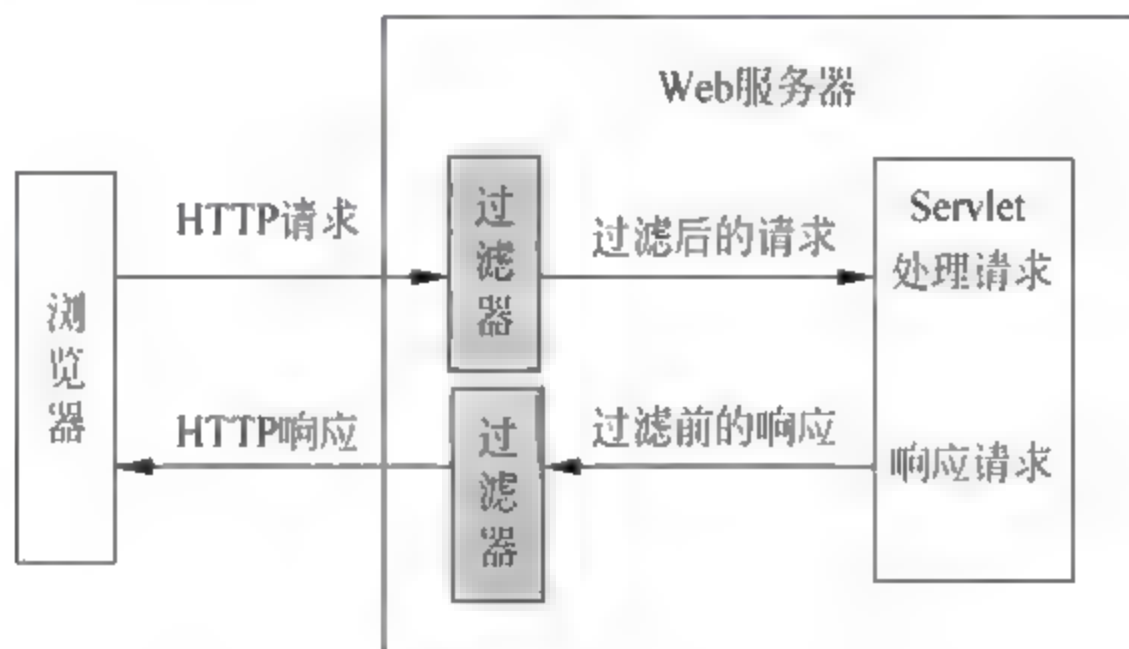 Web服务器
HTTP请求
过滤器
过滤后的请求
Servlet
处理请求
浏览器
HTTP响应
过滤器
过滤前的响应
响应请求